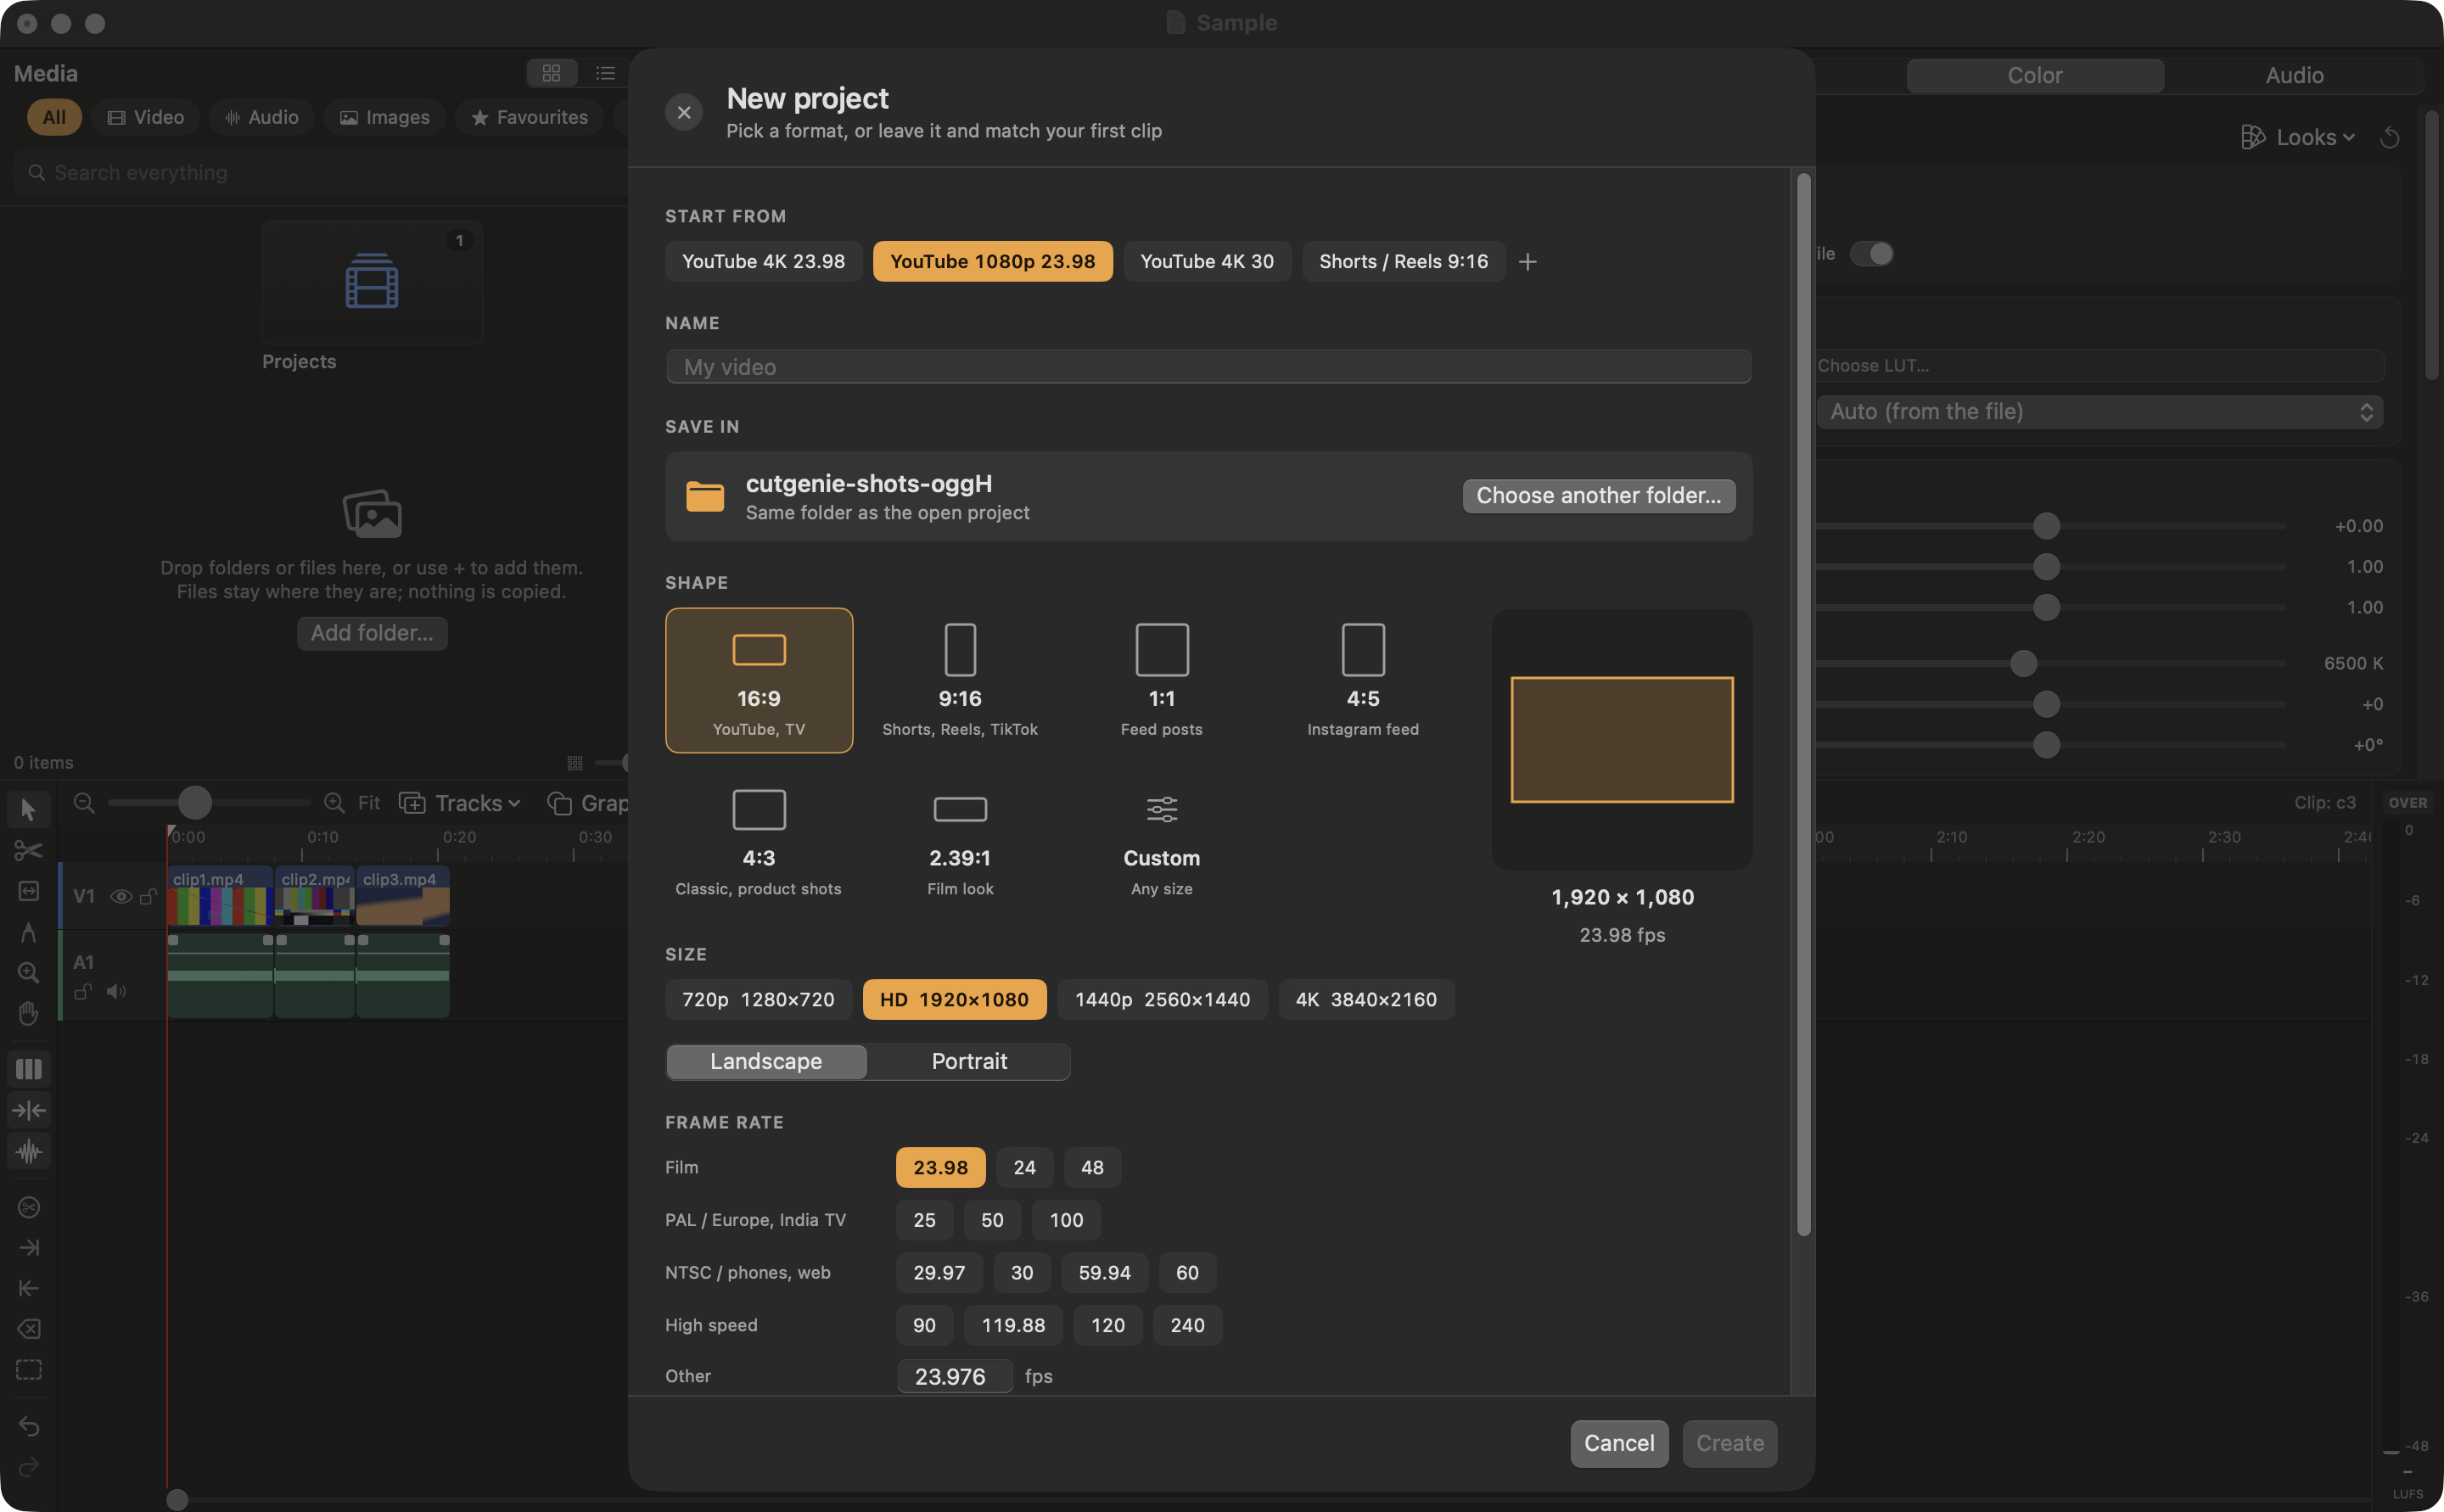 Sample
Media
All
Video
Audio
Images
Favourites
Search everything
1
Projects
Drop folders or files here, or use + to add them.
Files stay where they are; nothing is copied.
Add folder...
0 items
New project
Pick a format, or leave it and match your first clip
START FROM
YouTube 4K 23.98
YouTube 1080p 23.98
YouTube 4K 30
Shorts / Reels 9:16
NAME
My video
SAVE IN
cutgenie-shots-oggH
Same folder as the open project
Choose another folder...
SHAPE
16:9
YouTube, TV
9:16
Shorts, Reels, TikTok
1:1
Feed posts
4:5
Instagram feed
4:3
Classic, product shots
2.39:1
Film look
Custom
Any size
1,920 × 1,080
23.98 fps
SIZE
720p 1280×720
HD 1920×1080
1440p 2560×1440
4K 3840×2160
Landscape
Portrait
FRAME RATE
Film
23.98
24
48
PAL / Europe, India TV
25
50
100
NTSC / phones, web
29.97
30
59.94
60
High speed
90
119.88
120
240
Other
23.976
fps
Cancel
Create
Color
Audio
Looks
Choose LUT...
Auto (from the file)
+0.00
1.00
1.00
6500 K
+0
+0°
Fit
Tracks
0:00
0:10
0:20
0:30
V1
clip1.mp4
clip2.mp4
clip3.mp4
A1
Clip: c3
OVER
2:10
2:20
2:30
0
-6
-12
-18
-24
-36
-48
LUFS